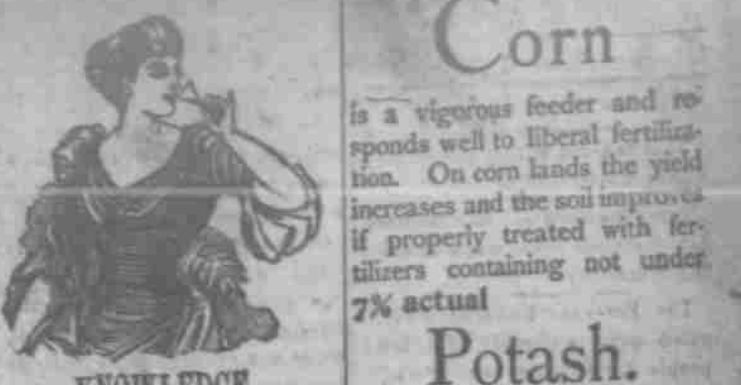 Corn
is a vigorous feeder and re-
sponds well to liberal fertiliza-
tion. On corn lands the yield
increases and the soil improves
if properly treated with fer-
tilizers containing not under
7% actual
Potash.
KNOWLEDGE